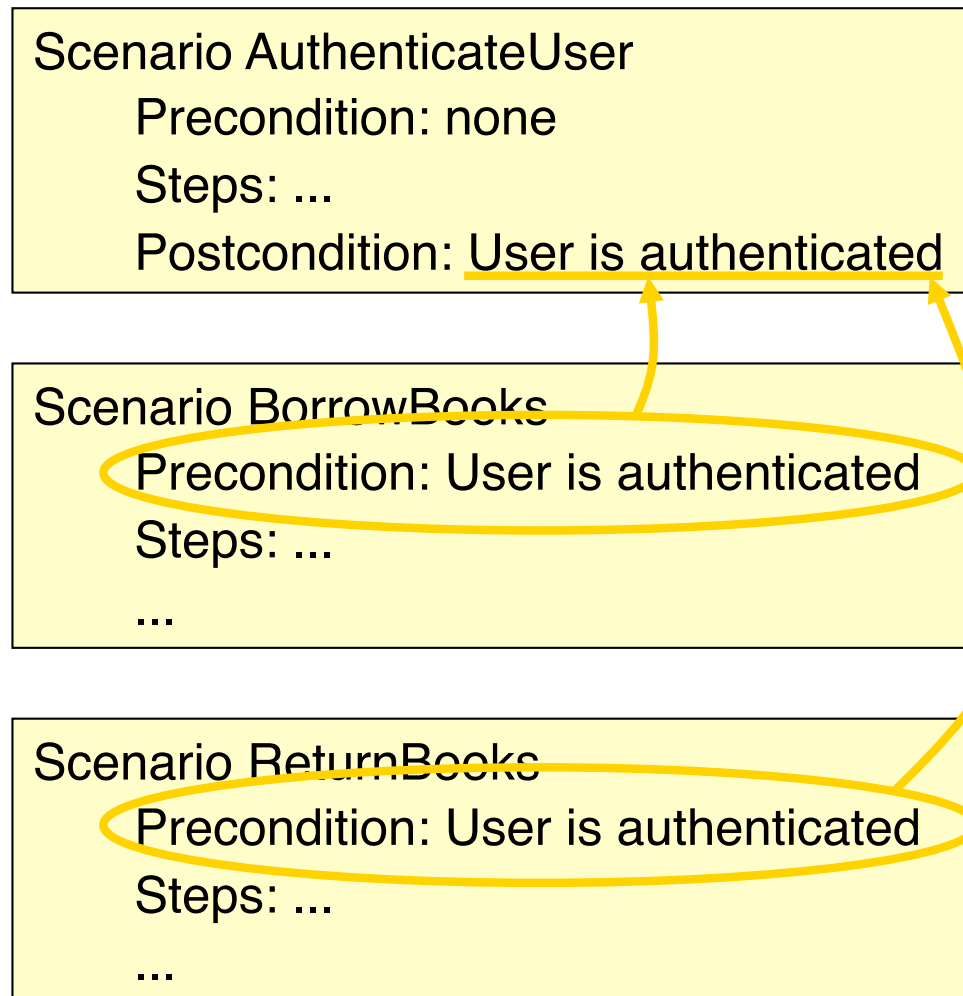 Scenario AuthenticateUser
Precondition: none
Steps: ...
Postcondition: User is authenticated
Scenario BorrowBooks
Precondition: User is authenticated
Steps: ...
...
Scenario ReturnBooks
Precondition: User is authenticated
Steps: ...
...